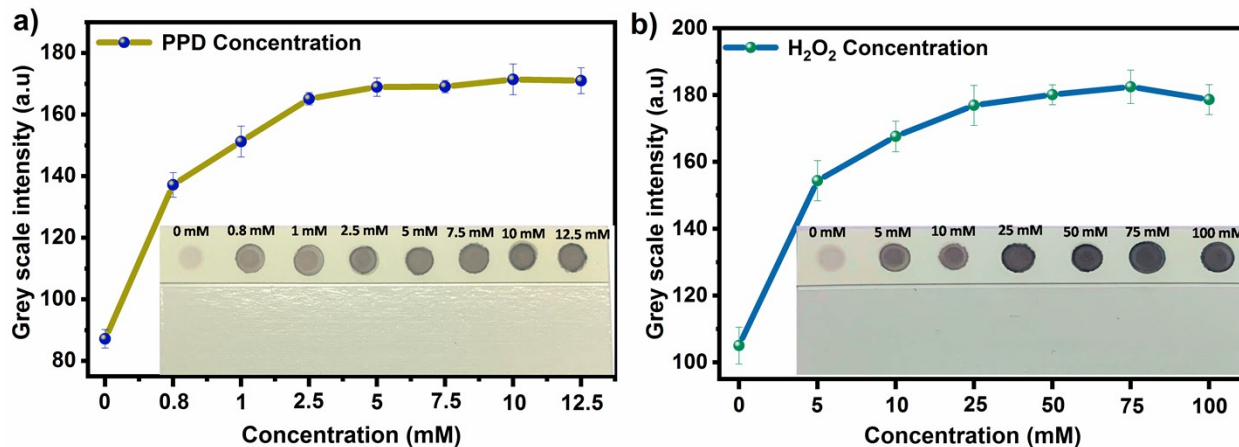 a)
PPD Concentration
Grey scale intensity (a.u)
180
160
140
120
100
80
0 mM 0.8 mM 1 mM 2.5 mM 5 mM 7.5 mM 10 mM 12.5 mM
0 0.8 1 2.5 5 7.5 10 12.5
Concentration (mM)
b)
H₂O₂ Concentration
Grey scale intensity (a.u)
200
180
160
140
120
100
0 mM 5 mM 10 mM 25 mM 50 mM 75 mM 100 mM
0 5 10 25 50 75 100
Concentration (mM)